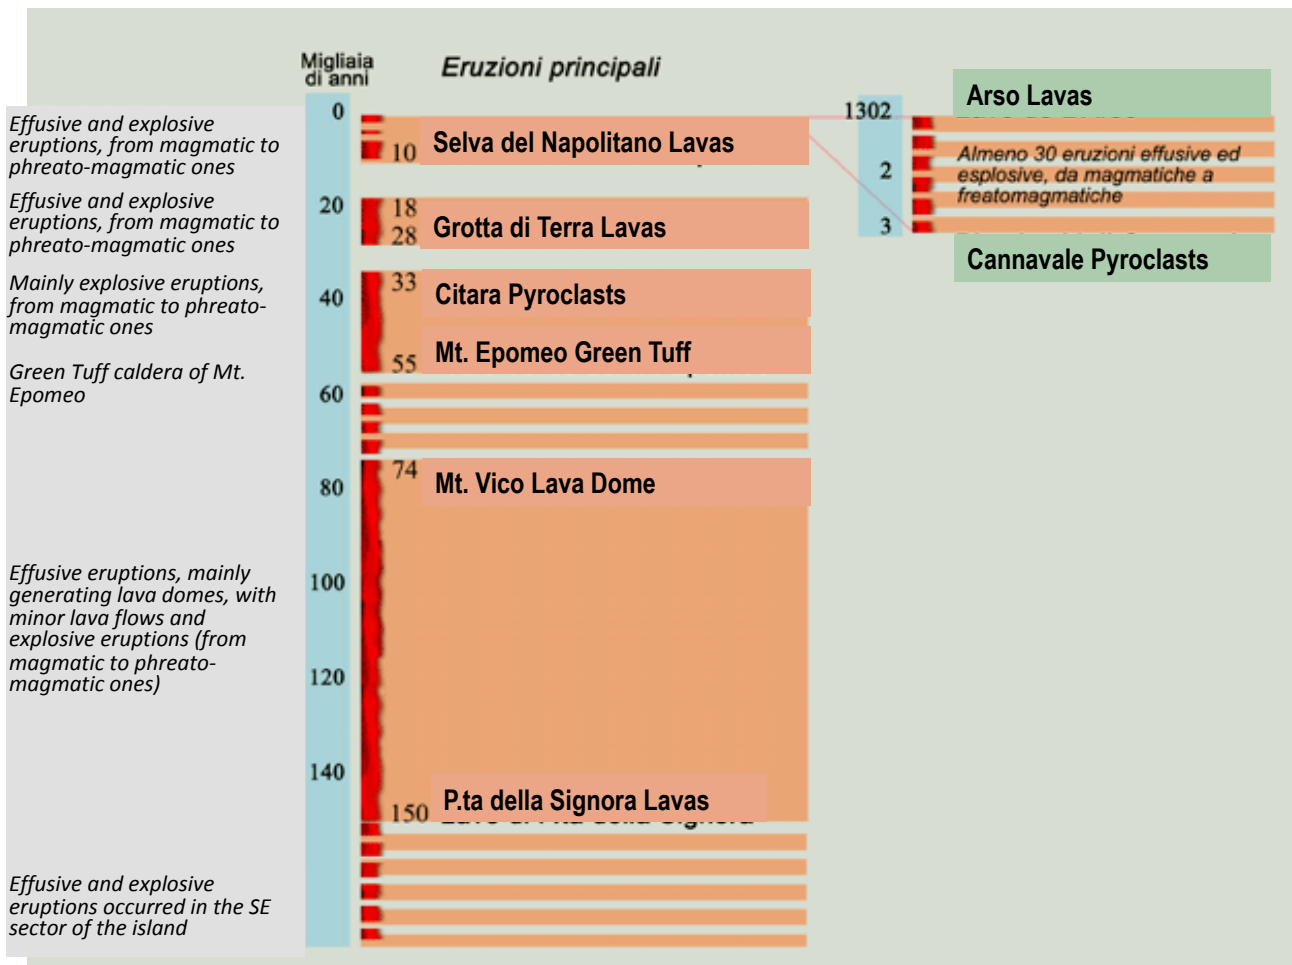 Migliaia
di anni
Eruzioni principali
Effusive and explosive
eruptions, from magmatic to
phreato-magmatic ones
Effusive and explosive
eruptions, from magmatic to
phreato-magmatic ones
Mainly explosive eruptions,
from magmatic to phreato-
magmatic ones
Green Tuff caldera of Mt.
Epomeo
Effusive eruptions, mainly
generating lava domes, with
minor lava flows and
explosive eruptions (from
magmatic to phreato-
magmatic ones)
Effusive and explosive
eruptions occurred in the SE
sector of the island
0
20
40
60
80
100
120
140
10
Selva del Napolitano Lavas
18
28
Grotta di Terra Lavas
33
Citara Pyroclasts
Mt. Epomeo Green Tuff
55
74
Mt. Vico Lava Dome
P.ta della Signora Lavas
150
1302
2
3
Arso Lavas
Almeno 30 eruzioni effusive ed
esplosive, da magmatiche a
freatomagmatiche
Cannavale Pyroclasts